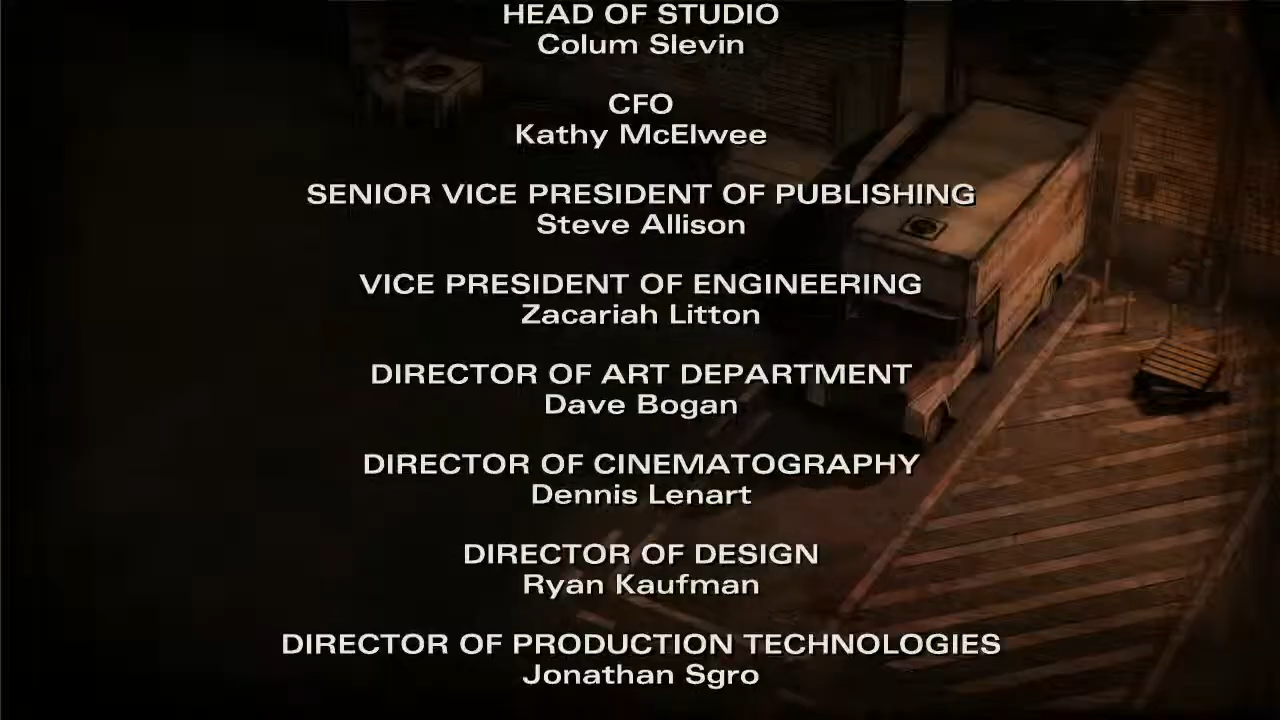 HEAD OF STUDIO
Colum Slevin
CFO
Kathy McElwee
SENIOR VICE PRESIDENT OF PUBLISHING
Steve Allison
VICE PRESIDENT OF ENGINEERING
Zacariah Litton
DIRECTOR OF ART DEPARTMENT
Dave Bogan
DIRECTOR OF CINEMATOGRAPHY
Dennis Lenart
DIRECTOR OF DESIGN
Ryan Kaufman
DIRECTOR OF PRODUCTION TECHNOLOGIES
Jonathan Sgro